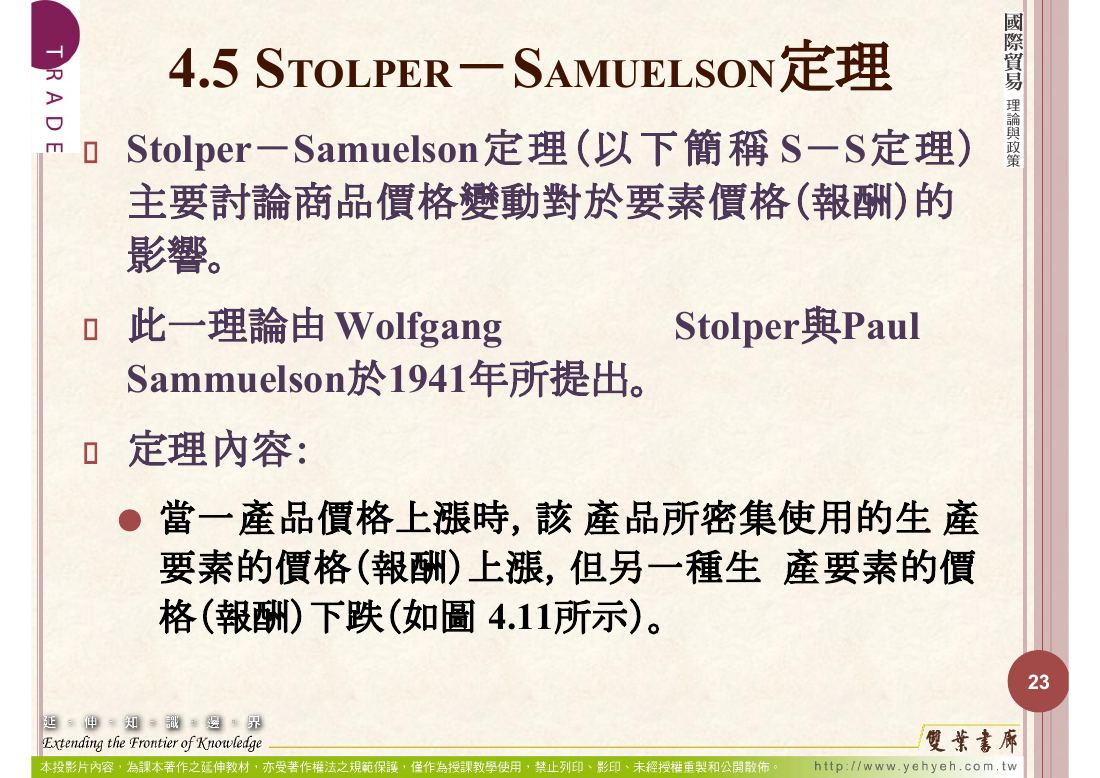 TRADE
國際貿易 理論與政策
4.5 STOLPER－SAMUELSON定理
Stolper－Samuelson定理(以下簡稱 S－S定理)
主要討論商品價格變動對於要素價格(報酬)的
影響。
此一理論由 Wolfgang Stolper與Paul
Sammuelson於1941年所提出。
定理內容:
當一產品價格上漲時, 該 產品所密集使用的生 產
要素的價格(報酬)上漲, 但另一種生 產要素的價
格(報酬)下跌(如圖 4.11所示)。
23
延・伸・知・識・邊・界
Extending the Frontier of Knowledge
雙葉書廊
本投影片內容，為課本著作之延伸教材，亦受著作權法之規範保護，僅作為授課教學使用，禁止列印、影印、未經授權重製和公開散佈。
http://www.yehyeh.com.tw